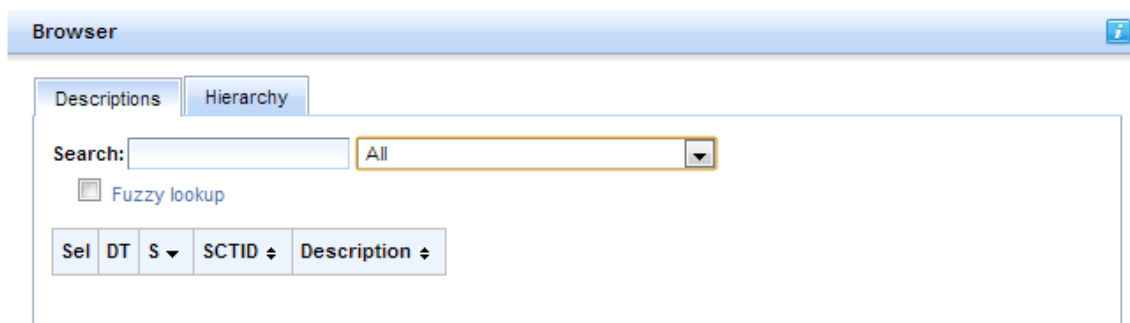 Browser
Descriptions Hierarchy
Search: All
Fuzzy lookup
Sel DT S SCTID Description